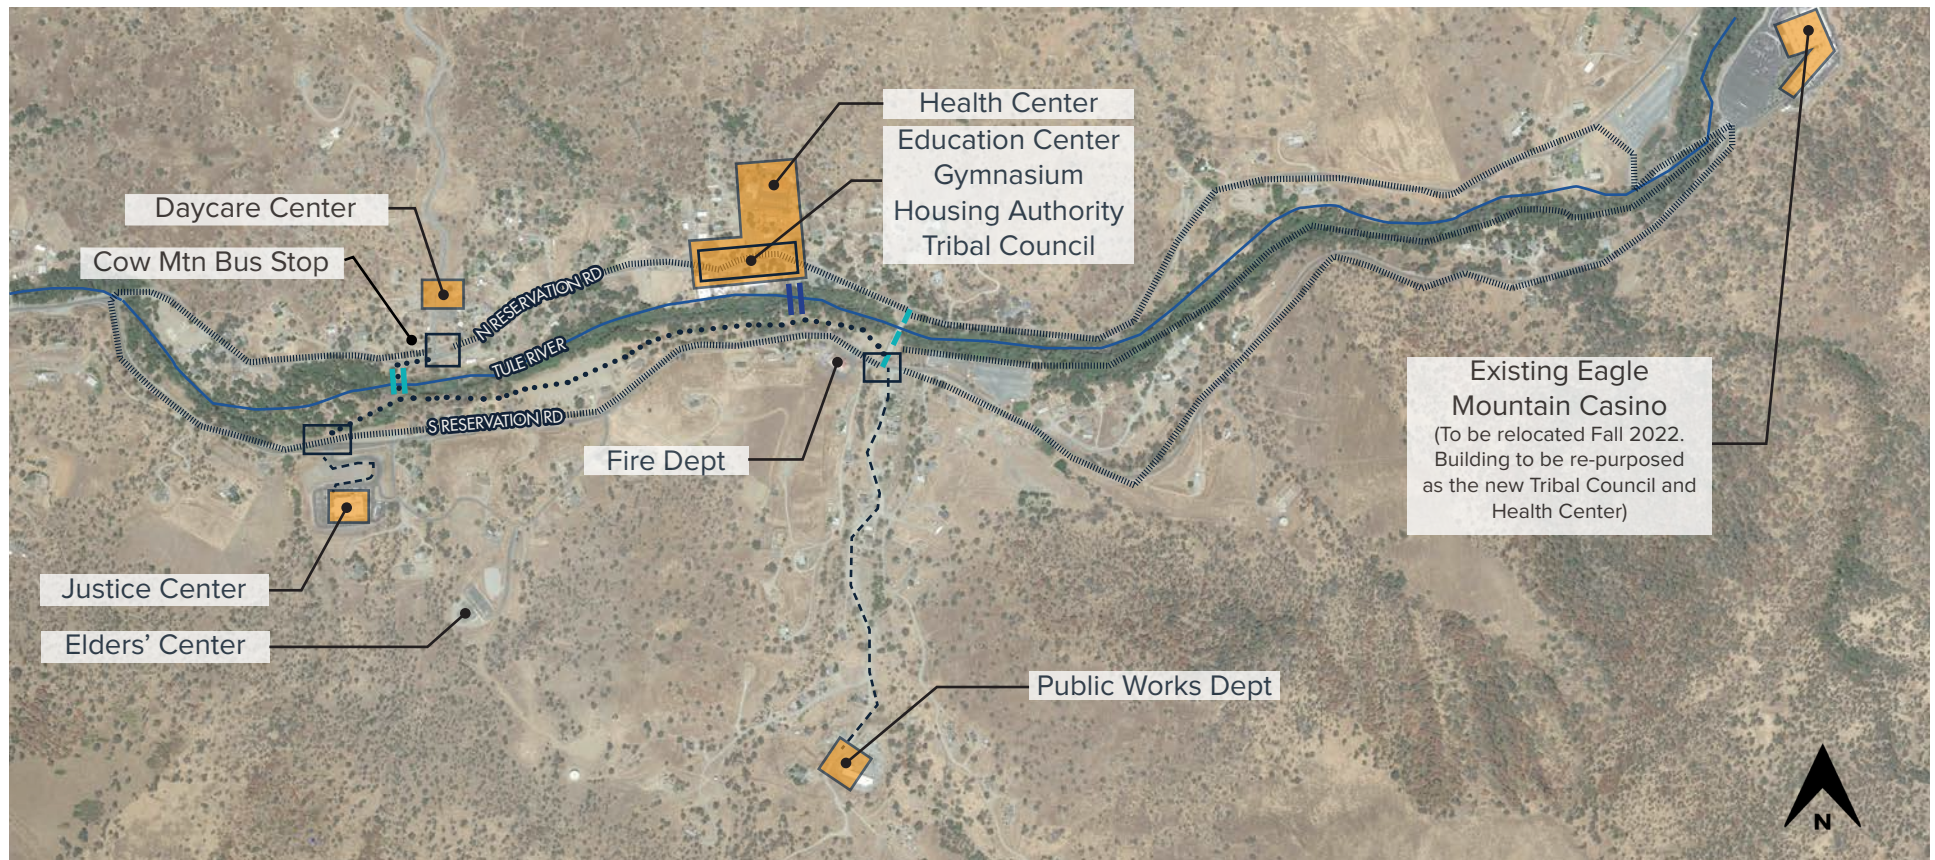 Health Center
Education Center
Gymnasium
Housing Authority
Tribal Council
Daycare Center
Cow Mtn Bus Stop
N RESERVATION RD
TULE RIVER
S RESERVATION RD
Fire Dept
Existing Eagle
Mountain Casino
(To be relocated Fall 2022.
Building to be re-purposed
as the new Tribal Council and
Health Center)
Justice Center
Elders’ Center
Public Works Dept
N